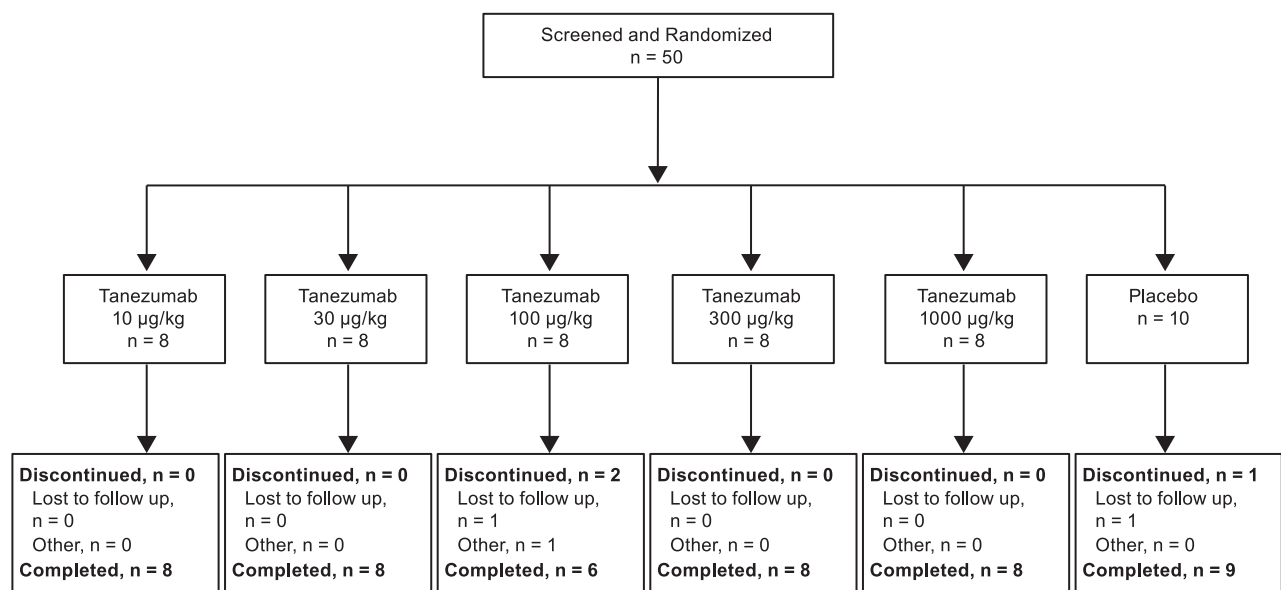 Screened and Randomized
n = 50
Tanezumab
10 µg/kg
n = 8
Tanezumab
30 µg/kg
n = 8
Tanezumab
100 µg/kg
n = 8
Tanezumab
300 µg/kg
n = 8
Tanezumab
1000 µg/kg
n = 8
Placebo
n = 10
Discontinued, n = 0
Lost to follow up,
n = 0
Other, n = 0
Completed, n = 8
Discontinued, n = 0
Lost to follow up,
n = 0
Other, n = 0
Completed, n = 8
Discontinued, n = 2
Lost to follow up,
n = 1
Other, n = 1
Completed, n = 6
Discontinued, n = 0
Lost to follow up,
n = 0
Other, n = 0
Completed, n = 8
Discontinued, n = 0
Lost to follow up,
n = 0
Other, n = 0
Completed, n = 8
Discontinued, n = 1
Lost to follow up,
n = 1
Other, n = 0
Completed, n = 9